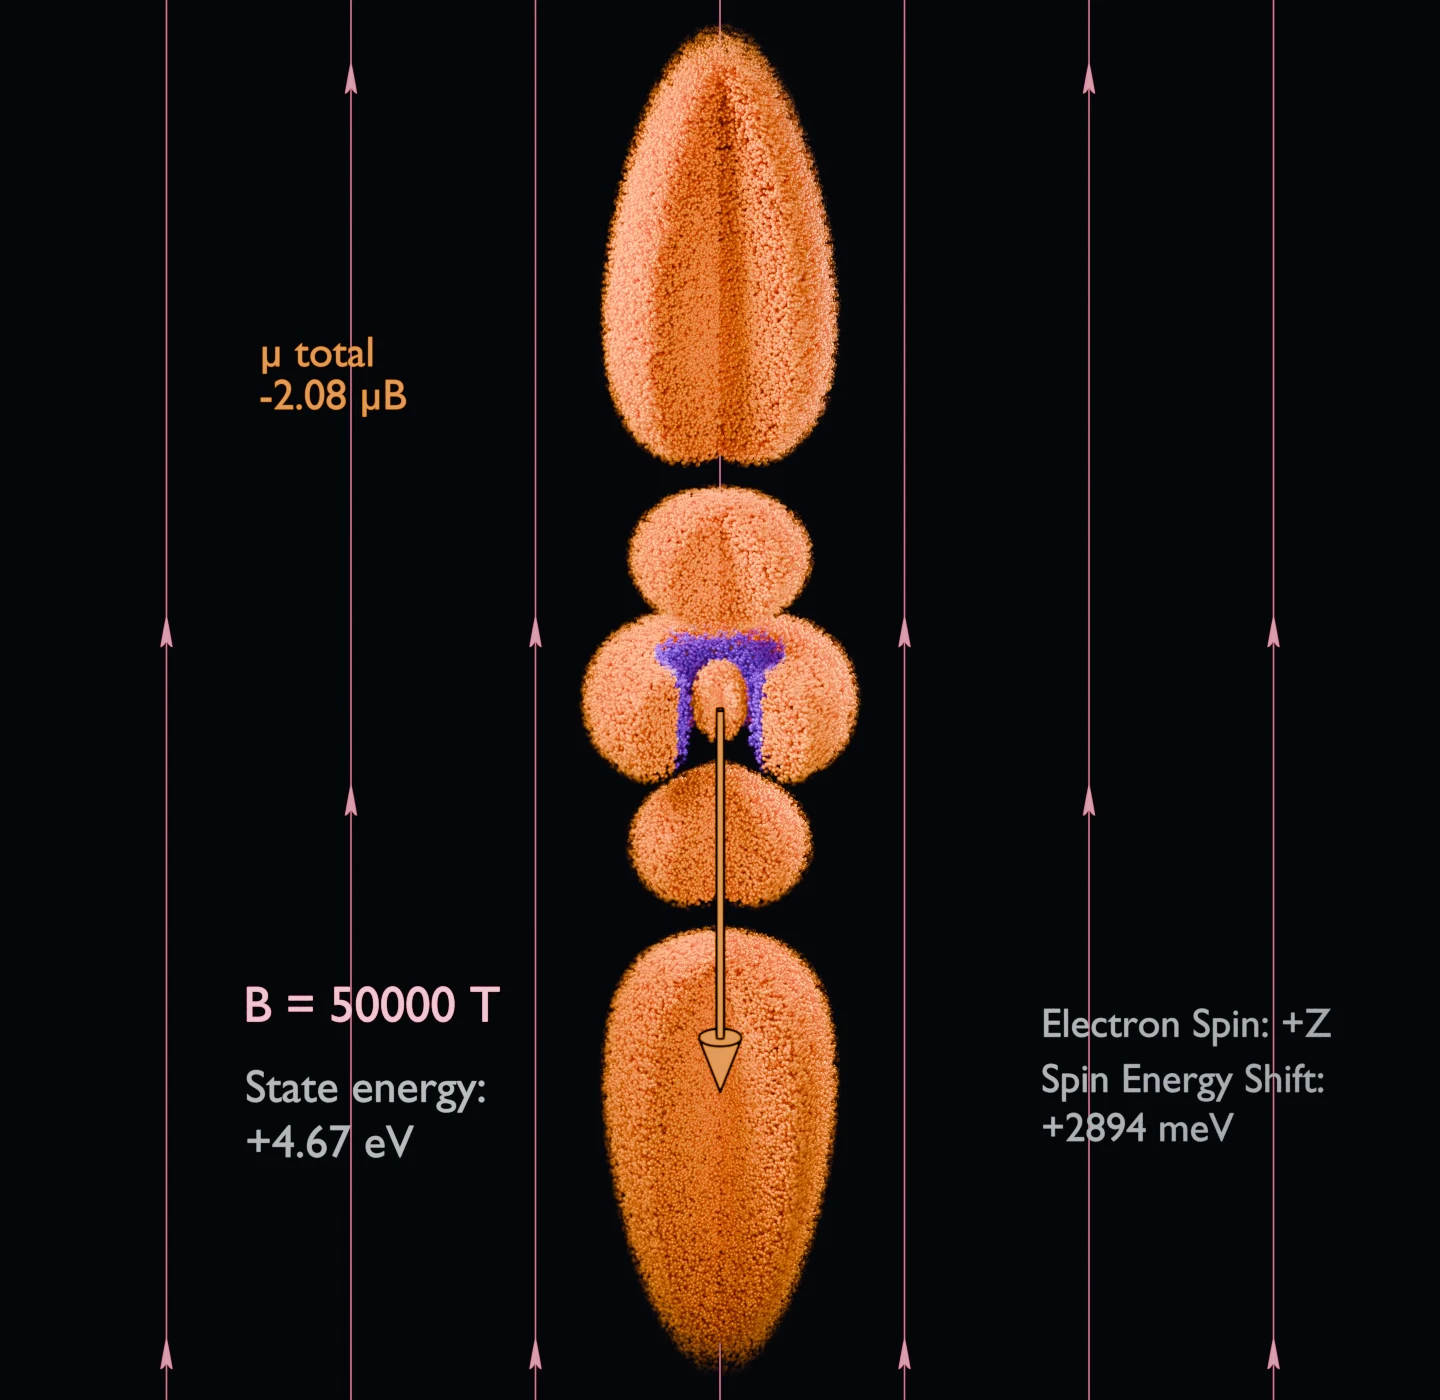 µ total
-2.08 µB
B = 50000 T
State energy:
+4.67 eV
Electron Spin: +Z
Spin Energy Shift:
+2894 meV